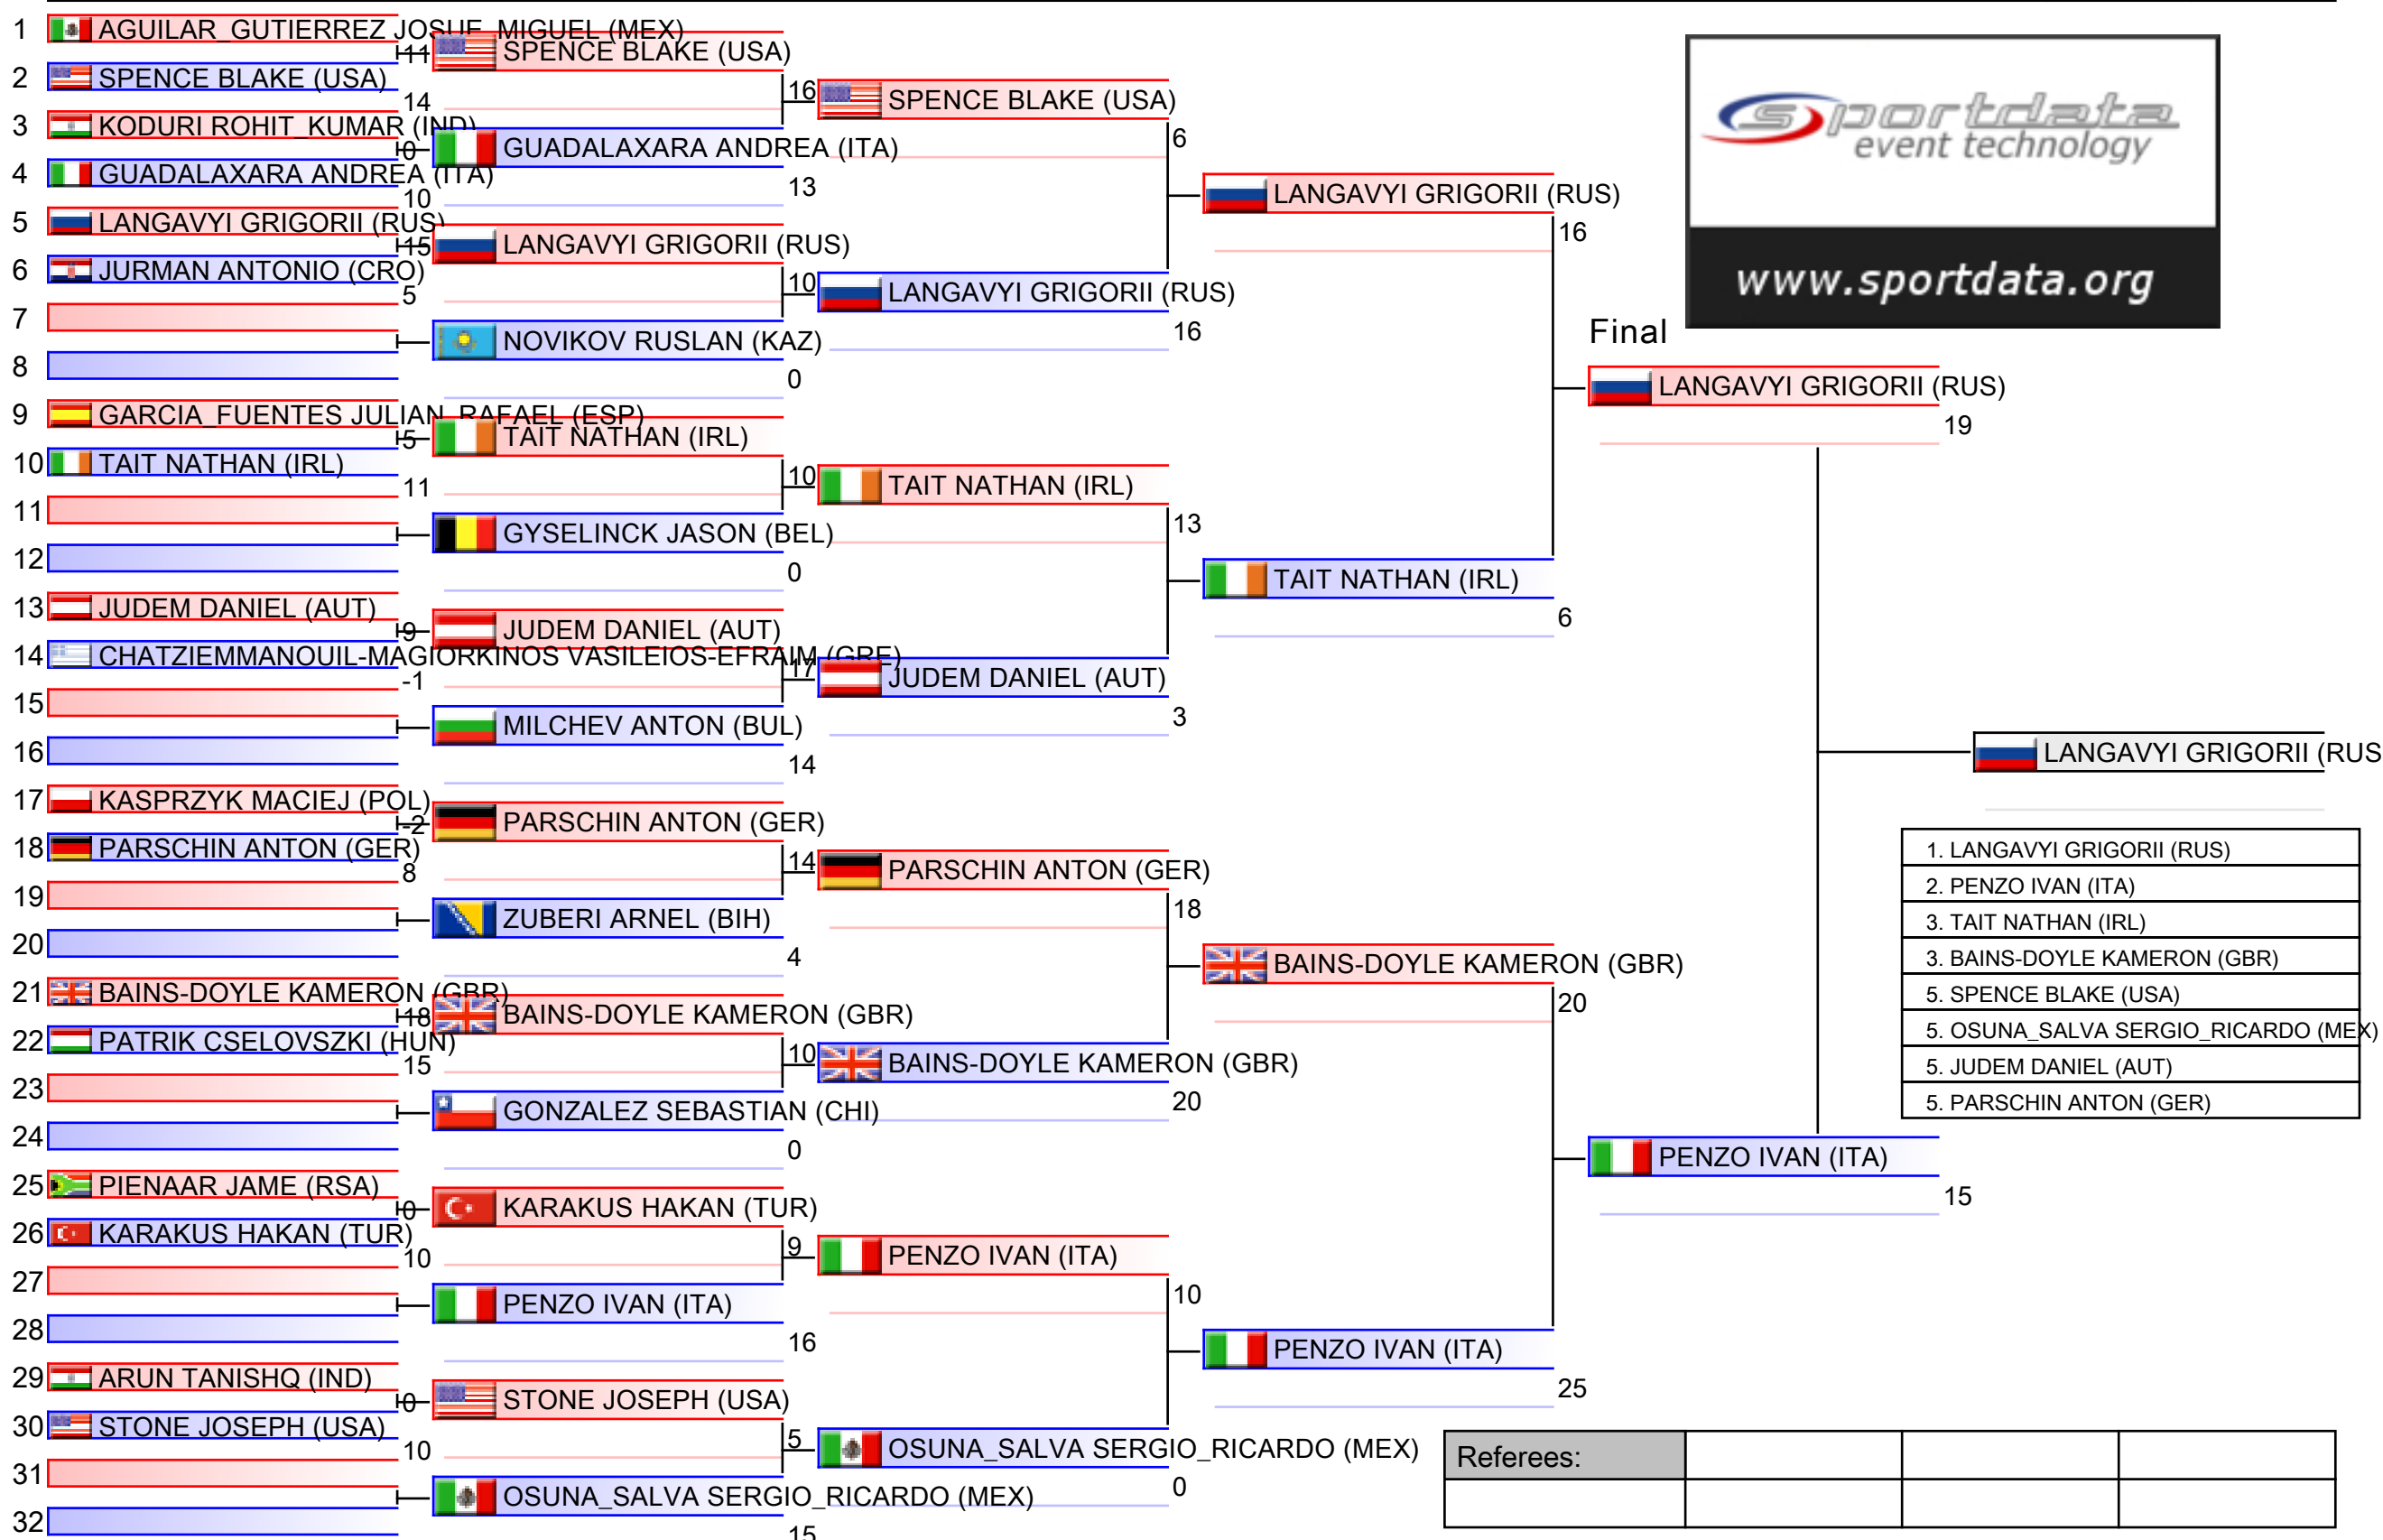 1 AGUILAR_GUTIERREZ JOSUE_MIGUEL (MEX)
11
2 SPENCE BLAKE (USA)
14
3 KODURI ROHIT_KUMAR (IND)
0
4 GUADALAXARA ANDREA (ITA)
10
5 LANGAVYI GRIGORII (RUS)
15
6 JURMAN ANTONIO (CRO)
5
7
8
9 GARCIA_FUENTES JULIAN_RAFAEL (ESP)
5
10 TAIT NATHAN (IRL)
11
11
12
13 JUDEM DANIEL (AUT)
9
14 CHATZIEMMANOUIL-MAGIORKINOS VASILEIOS-EFRAIM (GRE)
-1
15
16
17 KASPRZYK MACIEJ (POL)
-2
18 PARSCHIN ANTON (GER)
8
19
20
21 BAINS-DOYLE KAMERON (GBR)
18
22 PATRIK CSELOVSZKI (HUN)
15
23
24
25 PIENAAR JAME (RSA)
0
26 KARAKUS HAKAN (TUR)
10
27
28
29 ARUN TANISHQ (IND)
0
30 STONE JOSEPH (USA)
10
31
32
SPENCE BLAKE (USA)
16
GUADALAXARA ANDREA (ITA)
13
LANGAVYI GRIGORII (RUS)
10
NOVIKOV RUSLAN (KAZ)
0
TAIT NATHAN (IRL)
10
GYSELINCK JASON (BEL)
0
JUDEM DANIEL (AUT)
17
MILCHEV ANTON (BUL)
14
PARSCHIN ANTON (GER)
14
ZUBERI ARNEL (BIH)
4
BAINS-DOYLE KAMERON (GBR)
10
GONZALEZ SEBASTIAN (CHI)
0
KARAKUS HAKAN (TUR)
9
PENZO IVAN (ITA)
16
STONE JOSEPH (USA)
5
OSUNA_SALVA SERGIO_RICARDO (MEX)
15
SPENCE BLAKE (USA)
6
LANGAVYI GRIGORII (RUS)
16
TAIT NATHAN (IRL)
13
JUDEM DANIEL (AUT)
3
PARSCHIN ANTON (GER)
18
BAINS-DOYLE KAMERON (GBR)
20
PENZO IVAN (ITA)
10
OSUNA_SALVA SERGIO_RICARDO (MEX)
0
LANGAVYI GRIGORII (RUS)
16
TAIT NATHAN (IRL)
6
BAINS-DOYLE KAMERON (GBR)
20
PENZO IVAN (ITA)
25
Final
LANGAVYI GRIGORII (RUS)
19
PENZO IVAN (ITA)
15
sportdata
event technology
www.sportdata.org
LANGAVYI GRIGORII (RUS
1. LANGAVYI GRIGORII (RUS)
2. PENZO IVAN (ITA)
3. TAIT NATHAN (IRL)
3. BAINS-DOYLE KAMERON (GBR)
5. SPENCE BLAKE (USA)
5. OSUNA_SALVA SERGIO_RICARDO (MEX)
5. JUDEM DANIEL (AUT)
5. PARSCHIN ANTON (GER)
Referees: